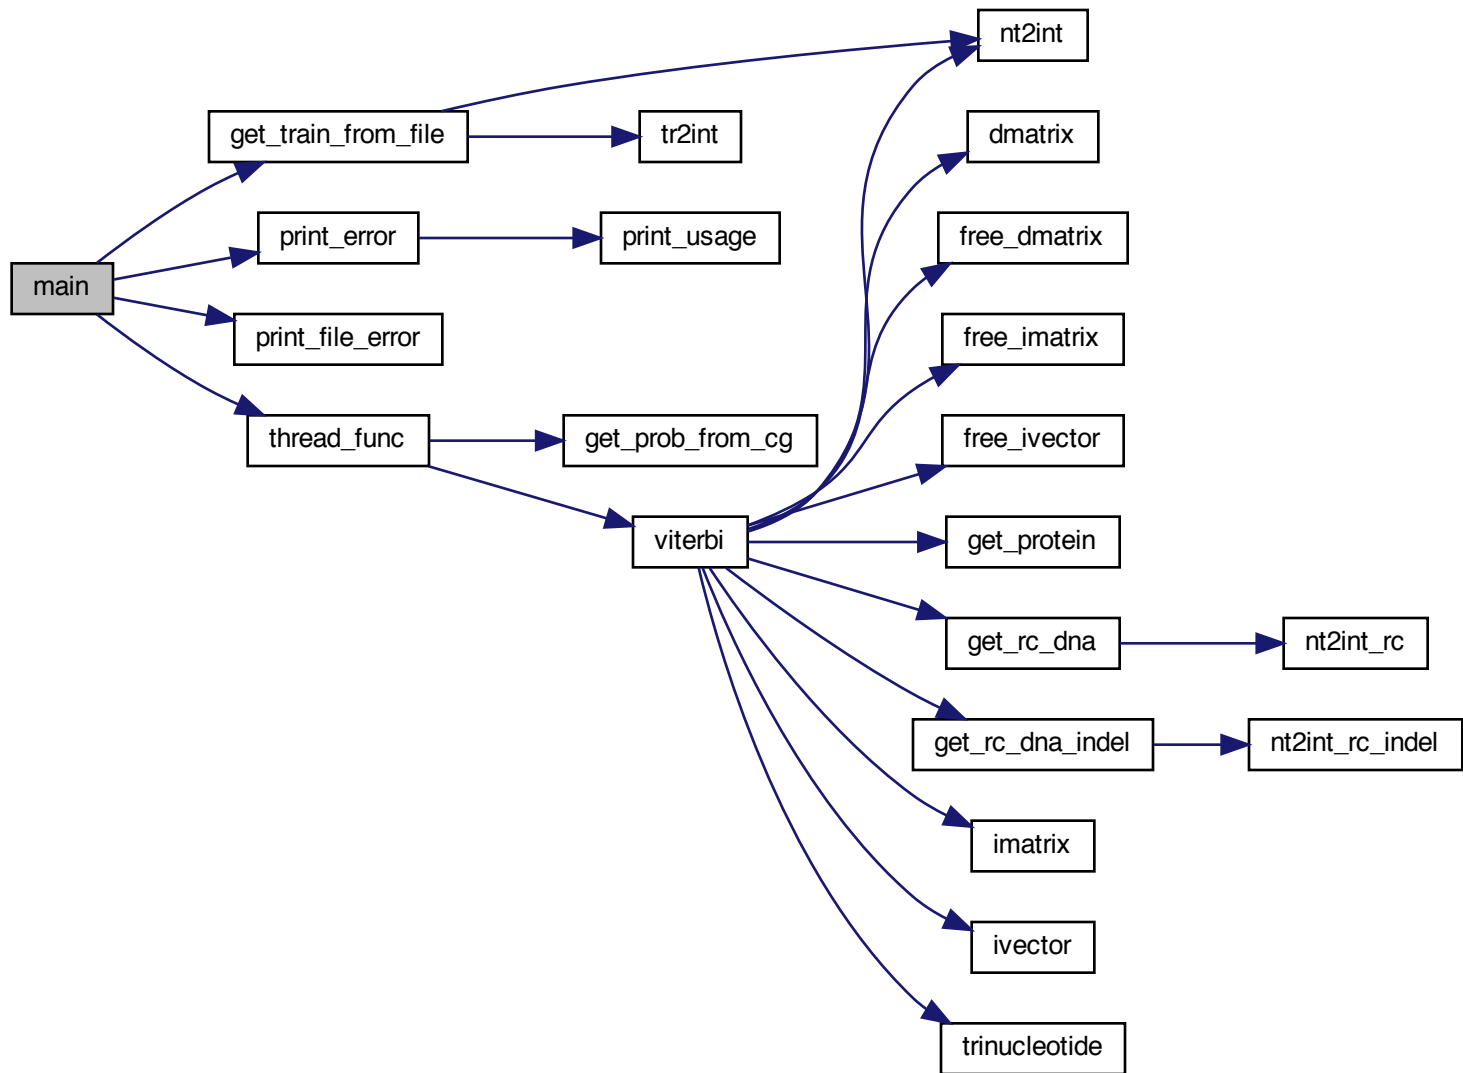 nt2int
get_train_from_file
tr2int
dmatrix
print_error
print_usage
free_dmatrix
main
print_file_error
free_imatrix
thread_func
get_prob_from_cg
free_ivector
viterbi
get_protein
get_rc_dna
nt2int_rc
get_rc_dna_indel
nt2int_rc_indel
imatrix
ivector
trinucleotide